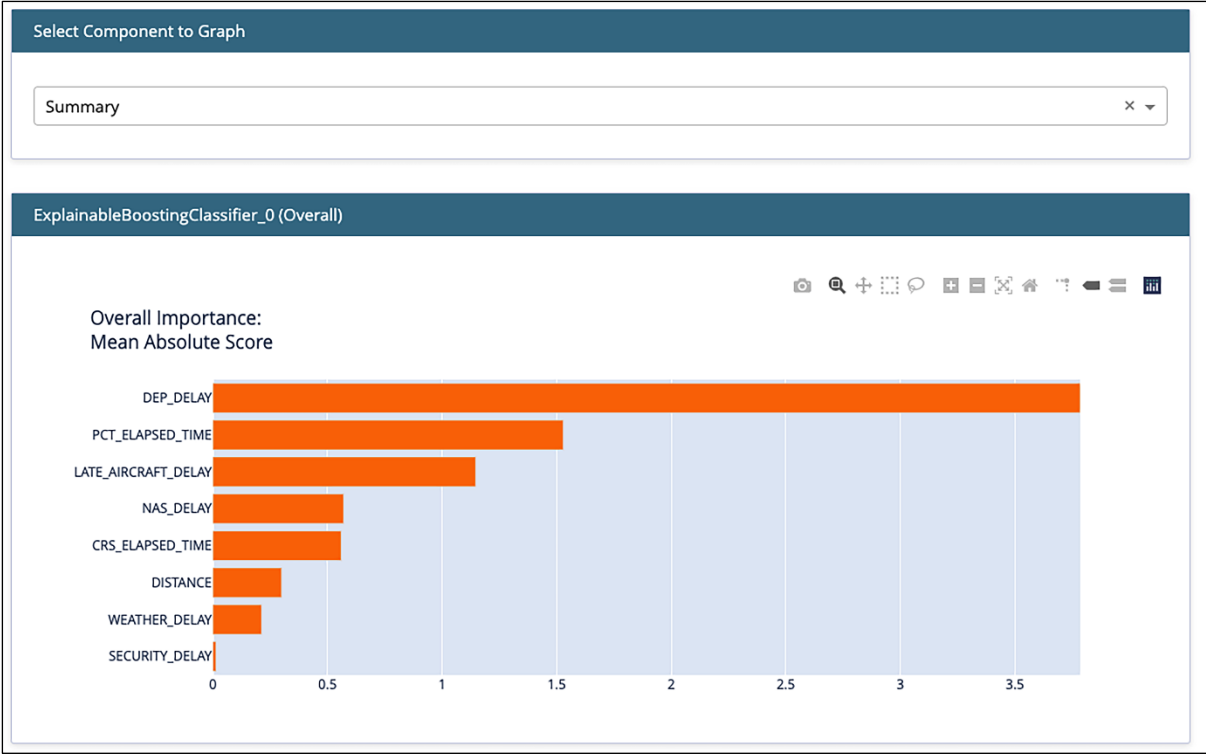 Select Component to Graph
Summary
ExplainableBoostingClassifier_0 (Overall)
Overall Importance:
Mean Absolute Score
DEP_DELAY
PCT_ELAPSED_TIME
LATE_AIRCRAFT_DELAY
NAS_DELAY
CRS_ELAPSED_TIME
DISTANCE
WEATHER_DELAY
SECURITY_DELAY
0 0.5 1 1.5 2 2.5 3 3.5